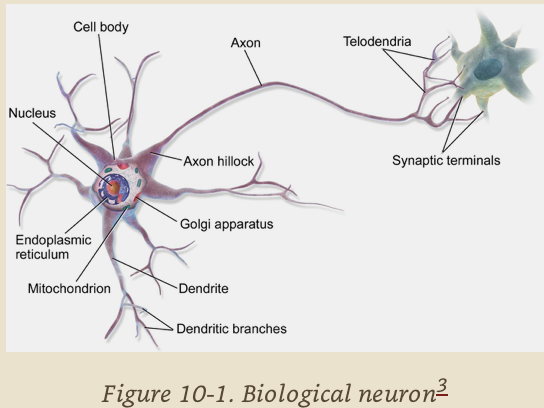 Cell body
Axon
Telodendria
Nucleus
Axon hillock
Synaptic terminals
Golgi apparatus
Endoplasmic
reticulum
Mitochondrion
Dendrite
Dendritic branches
Figure 10-1. Biological neuron3